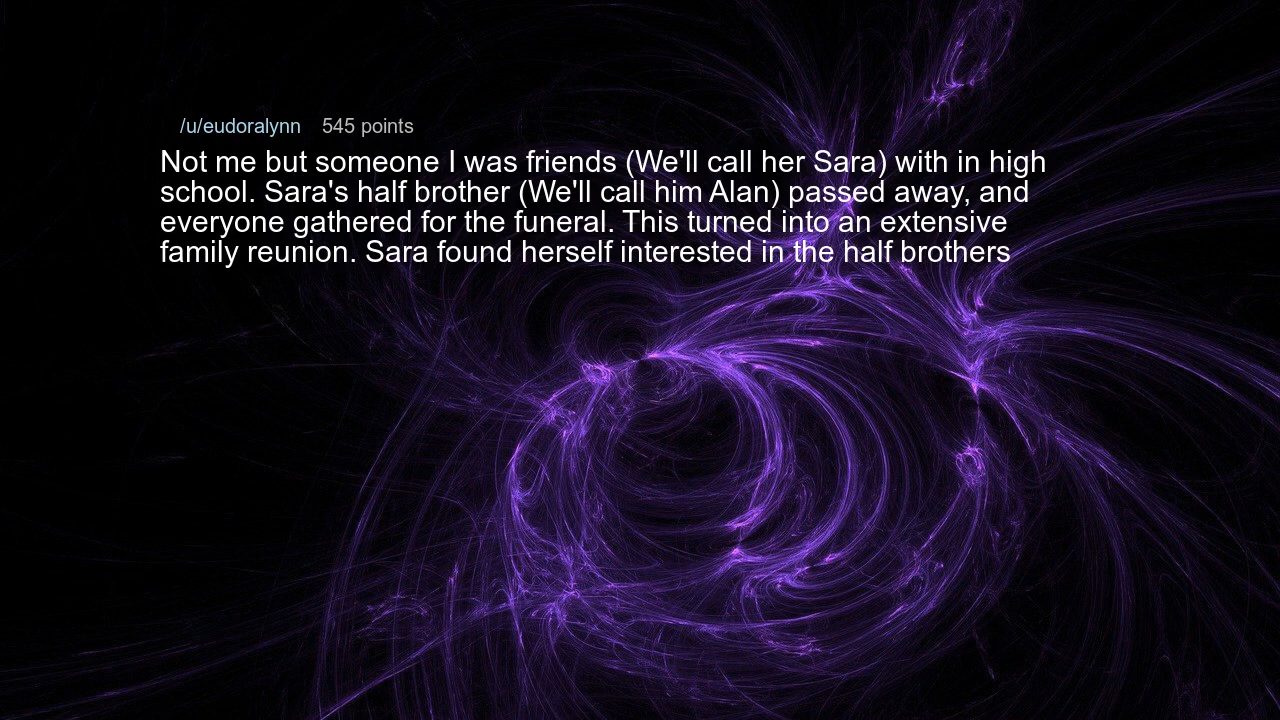 /u/eudoralynn 545 points
Not me but someone I was friends (We'll call her Sara) with in high
school. Sara's half brother (We'll call him Alan) passed away, and
everyone gathered for the funeral. This turned into an extensive
family reunion. Sara found herself interested in the half brothers